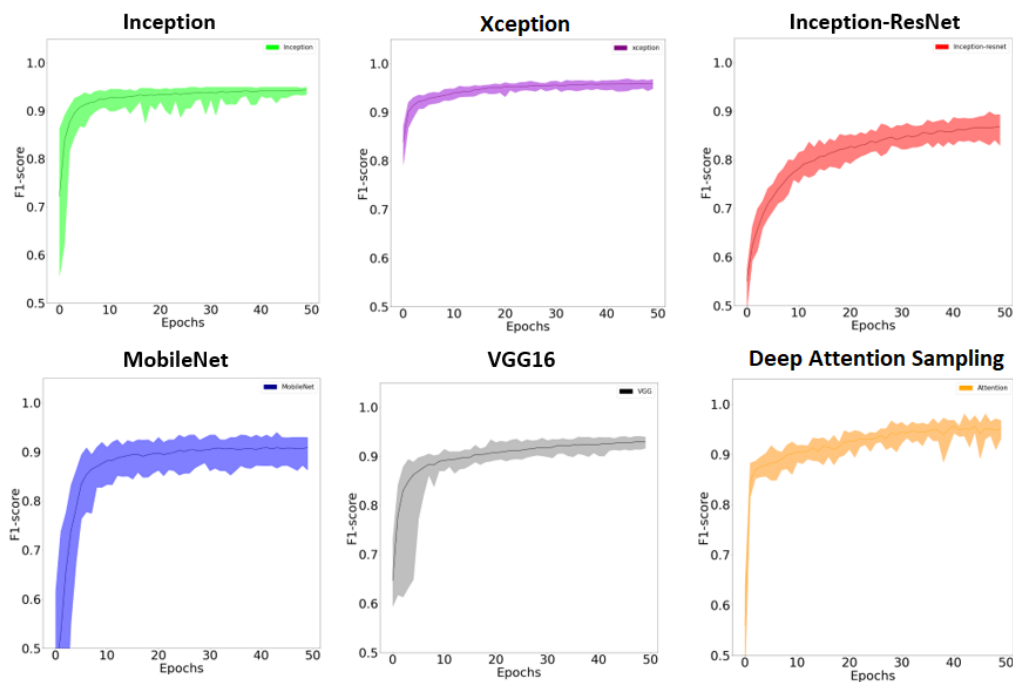 Inception
Xception
Inception-ResNet
Inception
xception
Inception-resnet
1.0
0.9
0.8
0.7
0.6
0.5
F1-score
0 10 20 30 40 50
Epochs
1.0
0.9
0.8
0.7
0.6
0.5
F1-score
0 10 20 30 40 50
Epochs
1.0
0.9
0.8
0.7
0.6
0.5
F1-score
0 10 20 30 40 50
Epochs
MobileNet
VGG16
Deep Attention Sampling
MobileNet
VGG
Attention
1.0
0.9
0.8
0.7
0.6
0.5
F1-score
0 10 20 30 40 50
Epochs
1.0
0.9
0.8
0.7
0.6
0.5
F1-score
0 10 20 30 40 50
Epochs
1.0
0.9
0.8
0.7
0.6
0.5
F1-score
0 10 20 30 40 50
Epochs